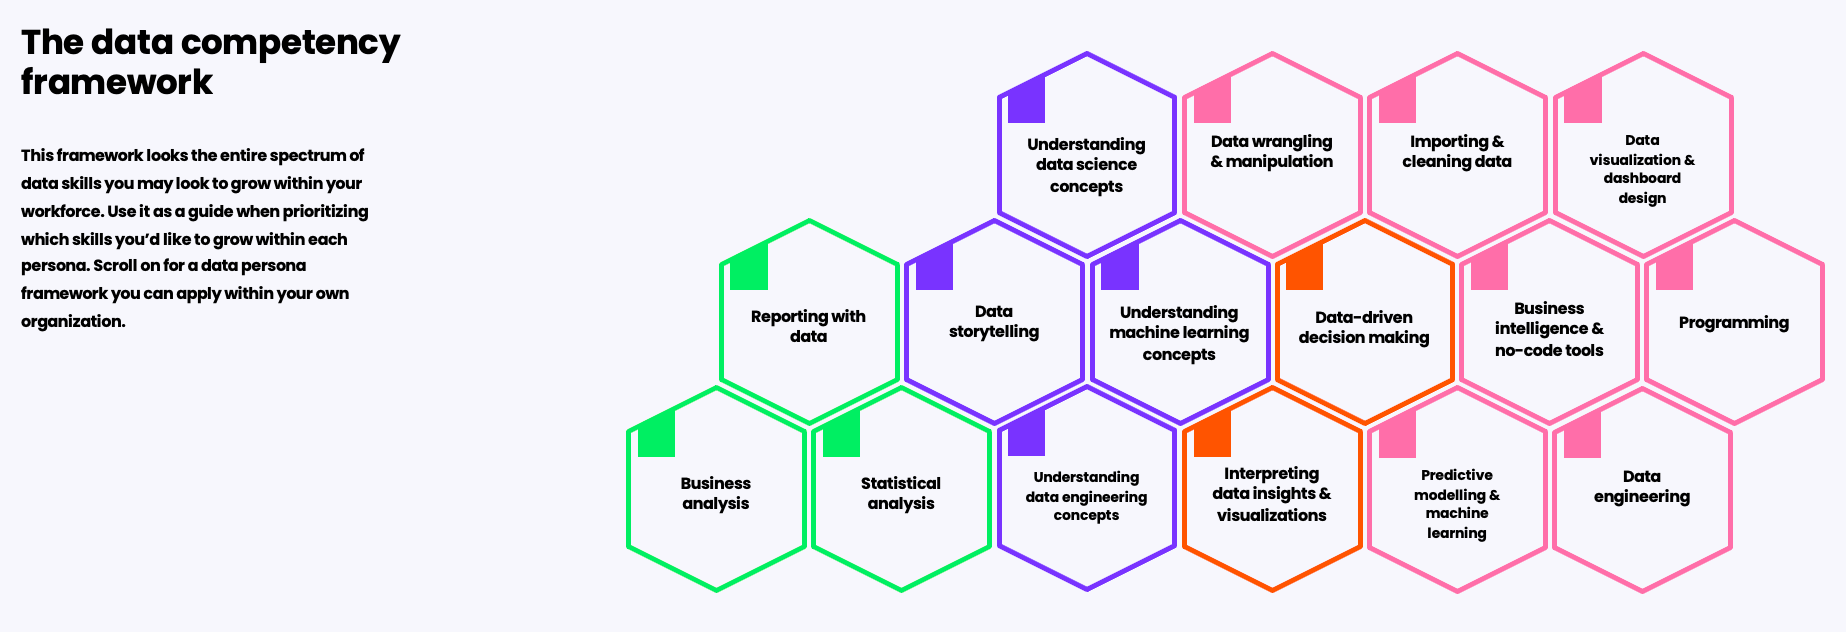 The data competency
framework
This framework looks the entire spectrum of
data skills you may look to grow within your
workforce. Use it as a guide when prioritizing
which skills you’d like to grow within each
persona. Scroll on for a data persona
framework you can apply within your own
organization.
Understanding
data science
concepts
Data wrangling
& manipulation
Importing &
cleaning data
Data
visualization &
dashboard
design
Reporting with
data
Data
storytelling
Understanding
machine learning
concepts
Data-driven
decision making
Business
intelligence &
no-code tools
Programming
Business
analysis
Statistical
analysis
Understanding
data engineering
concepts
Interpreting
data insights &
visualizations
Predictive
modelling &
machine
learning
Data
engineering